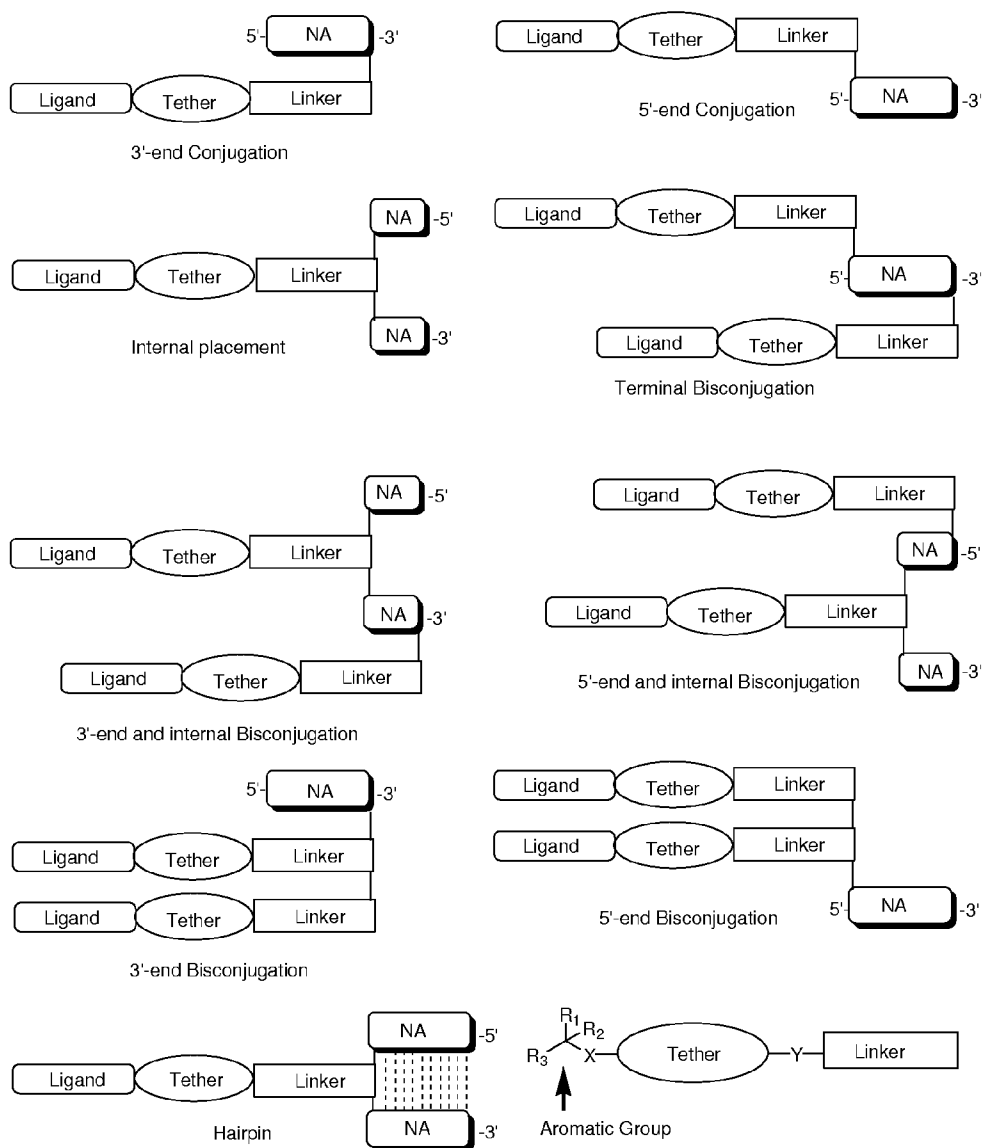 5'- NA -3'
Ligand Tether Linker
3'-end Conjugation
Ligand Tether Linker
5'- NA -3'
5'-end Conjugation
NA -5'
Ligand Tether Linker
NA -3'
Internal placement
Ligand Tether Linker
5'- NA -3'
Ligand Tether Linker
Terminal Bisconjugation
NA -5'
Ligand Tether Linker
NA -3'
Ligand Tether Linker
3'-end and internal Bisconjugation
Ligand Tether Linker
NA -5'
Ligand Tether Linker
NA -3'
5'-end and internal Bisconjugation
5'- NA -3'
Ligand Tether Linker
Ligand Tether Linker
3'-end Bisconjugation
Ligand Tether Linker
Ligand Tether Linker
5'- NA -3'
5'-end Bisconjugation
NA -5'
Ligand Tether Linker
NA -3'
Hairpin
R1
R2
R3 X Tether Y Linker
Aromatic Group